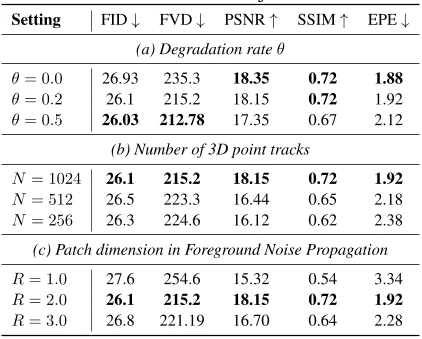 Setting FID ↓ FVD ↓ PSNR ↑ SSIM ↑ EPE ↓
(a) Degradation rate θ
θ = 0.0 26.93 235.3 18.35 0.72 1.88
θ = 0.2 26.1 215.2 18.15 0.72 1.92
θ = 0.5 26.03 212.78 17.35 0.67 2.12
(b) Number of 3D point tracks
N = 1024 26.1 215.2 18.15 0.72 1.92
N = 512 26.5 223.3 16.44 0.65 2.18
N = 256 26.3 224.6 16.12 0.62 2.38
(c) Patch dimension in Foreground Noise Propagation
R = 1.0 27.6 254.6 15.32 0.54 3.34
R = 2.0 26.1 215.2 18.15 0.72 1.92
R = 3.0 26.8 221.19 16.70 0.64 2.28